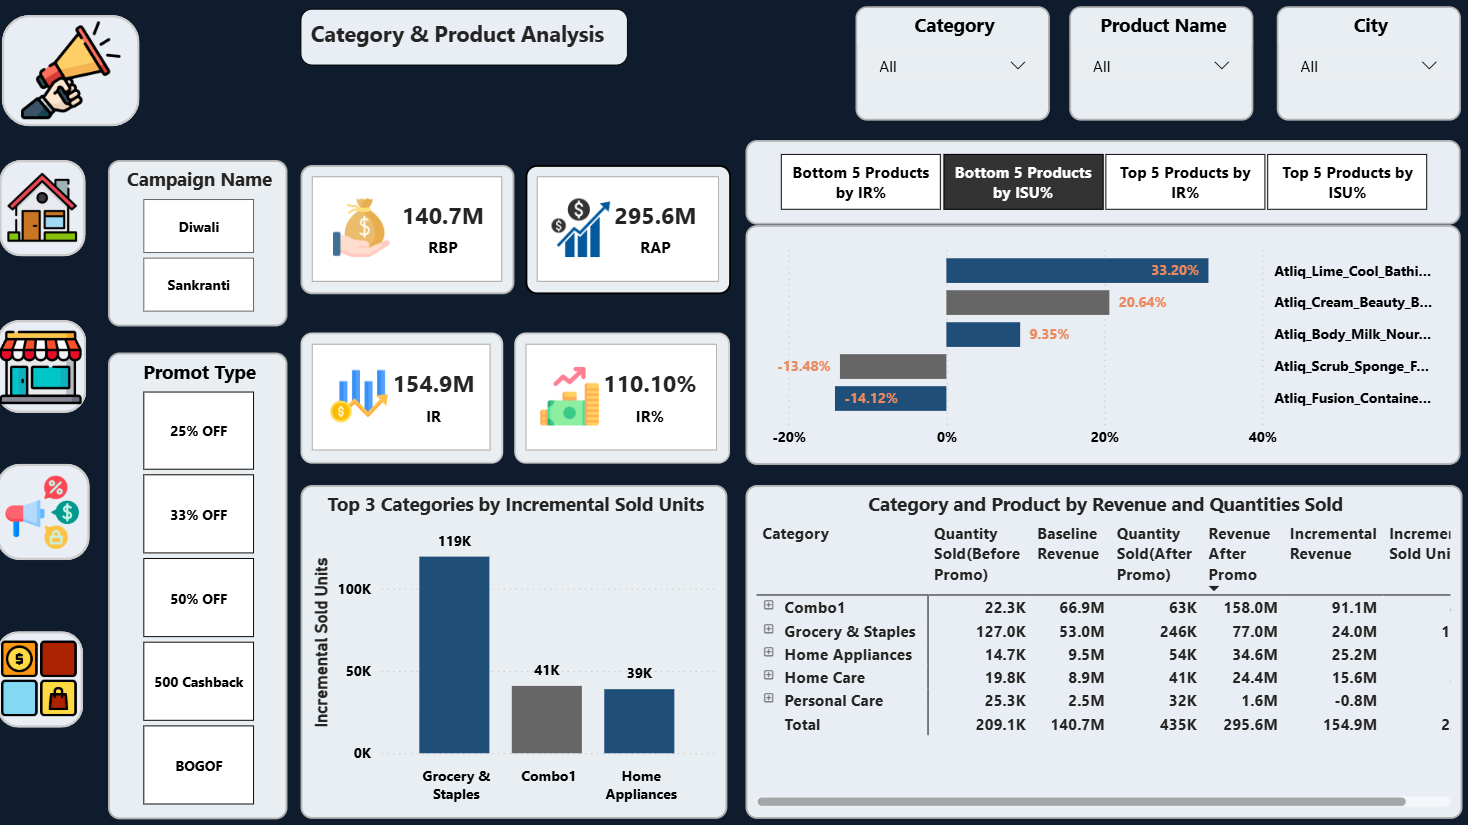 Category & Product Analysis
Category
All
Product Name
All
City
All
Campaign Name
Diwali
Sankranti
Promot Type
25% OFF
33% OFF
50% OFF
500 Cashback
BOGOF
140.7M
RBP
295.6M
RAP
154.9M
IR
110.10%
IR%
Bottom 5 Products
by IR%
Bottom 5 Products
by ISU%
Top 5 Products by
IR%
Top 5 Products by
ISU%
33.20% Atliq_Lime_Cool_Bathi...
20.64% Atliq_Cream_Beauty_B...
9.35% Atliq_Body_Milk_Nour...
-13.48% Atliq_Scrub_Sponge_F...
-14.12% Atliq_Fusion_Containe...
-20% 0% 20% 40%
Top 3 Categories by Incremental Sold Units
Incremental Sold Units
100K
50K
0K
119K
41K
39K
Grocery &
Staples
Combo1
Home
Appliances
Category and Product by Revenue and Quantities Sold
Category Quantity Baseline Quantity Revenue Incremental Incremer
Sold(Before Revenue Sold(After After Revenue Sold Uni
Promo) Promo) Promo
Combo1 22.3K 66.9M 63K 158.0M 91.1M
Grocery & Staples 127.0K 53.0M 246K 77.0M 24.0M 1
Home Appliances 14.7K 9.5M 54K 34.6M 25.2M
Home Care 19.8K 8.9M 41K 24.4M 15.6M
Personal Care 25.3K 2.5M 32K 1.6M -0.8M
Total 209.1K 140.7M 435K 295.6M 154.9M 2